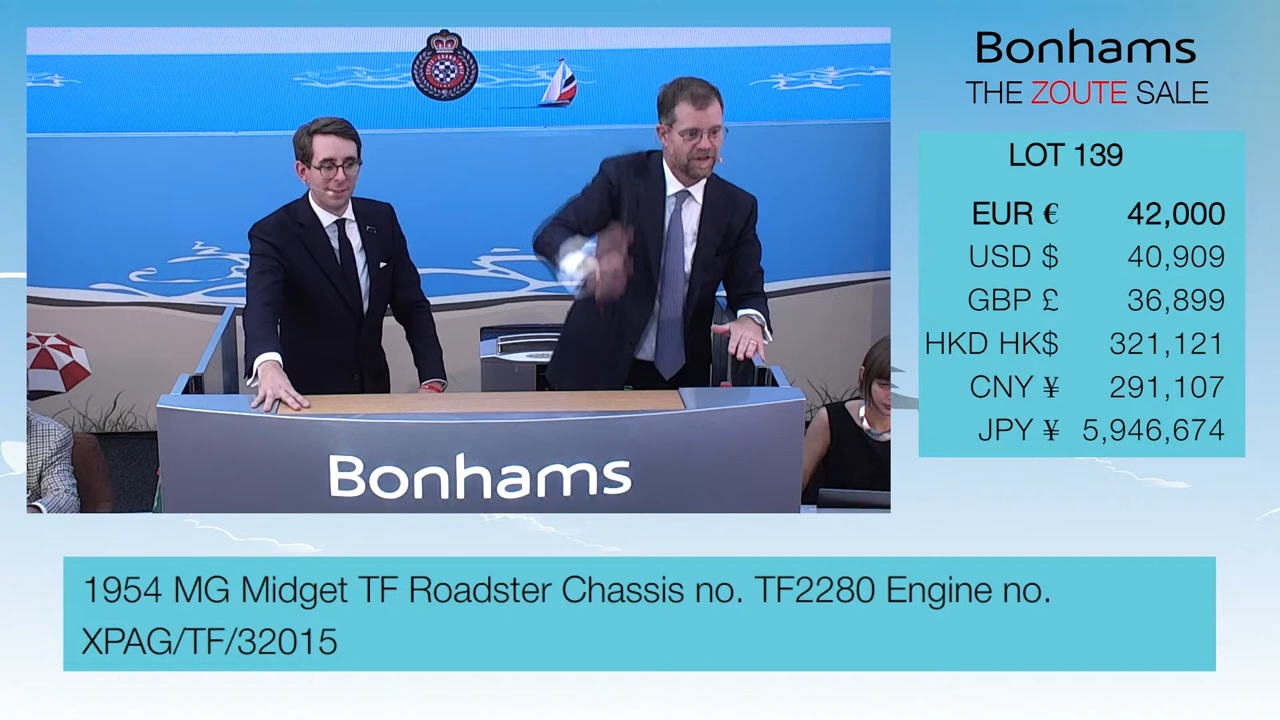 Bonhams
THE ZOUTE SALE
LOT 139
EUR € 42,000
USD $ 40,909
GBP £ 36,899
HKD HK$ 321,121
CNY ¥ 291,107
JPY ¥ 5,946,674
Bonhams
1954 MG Midget TF Roadster Chassis no. TF2280 Engine no.
XPAG/TF/32015